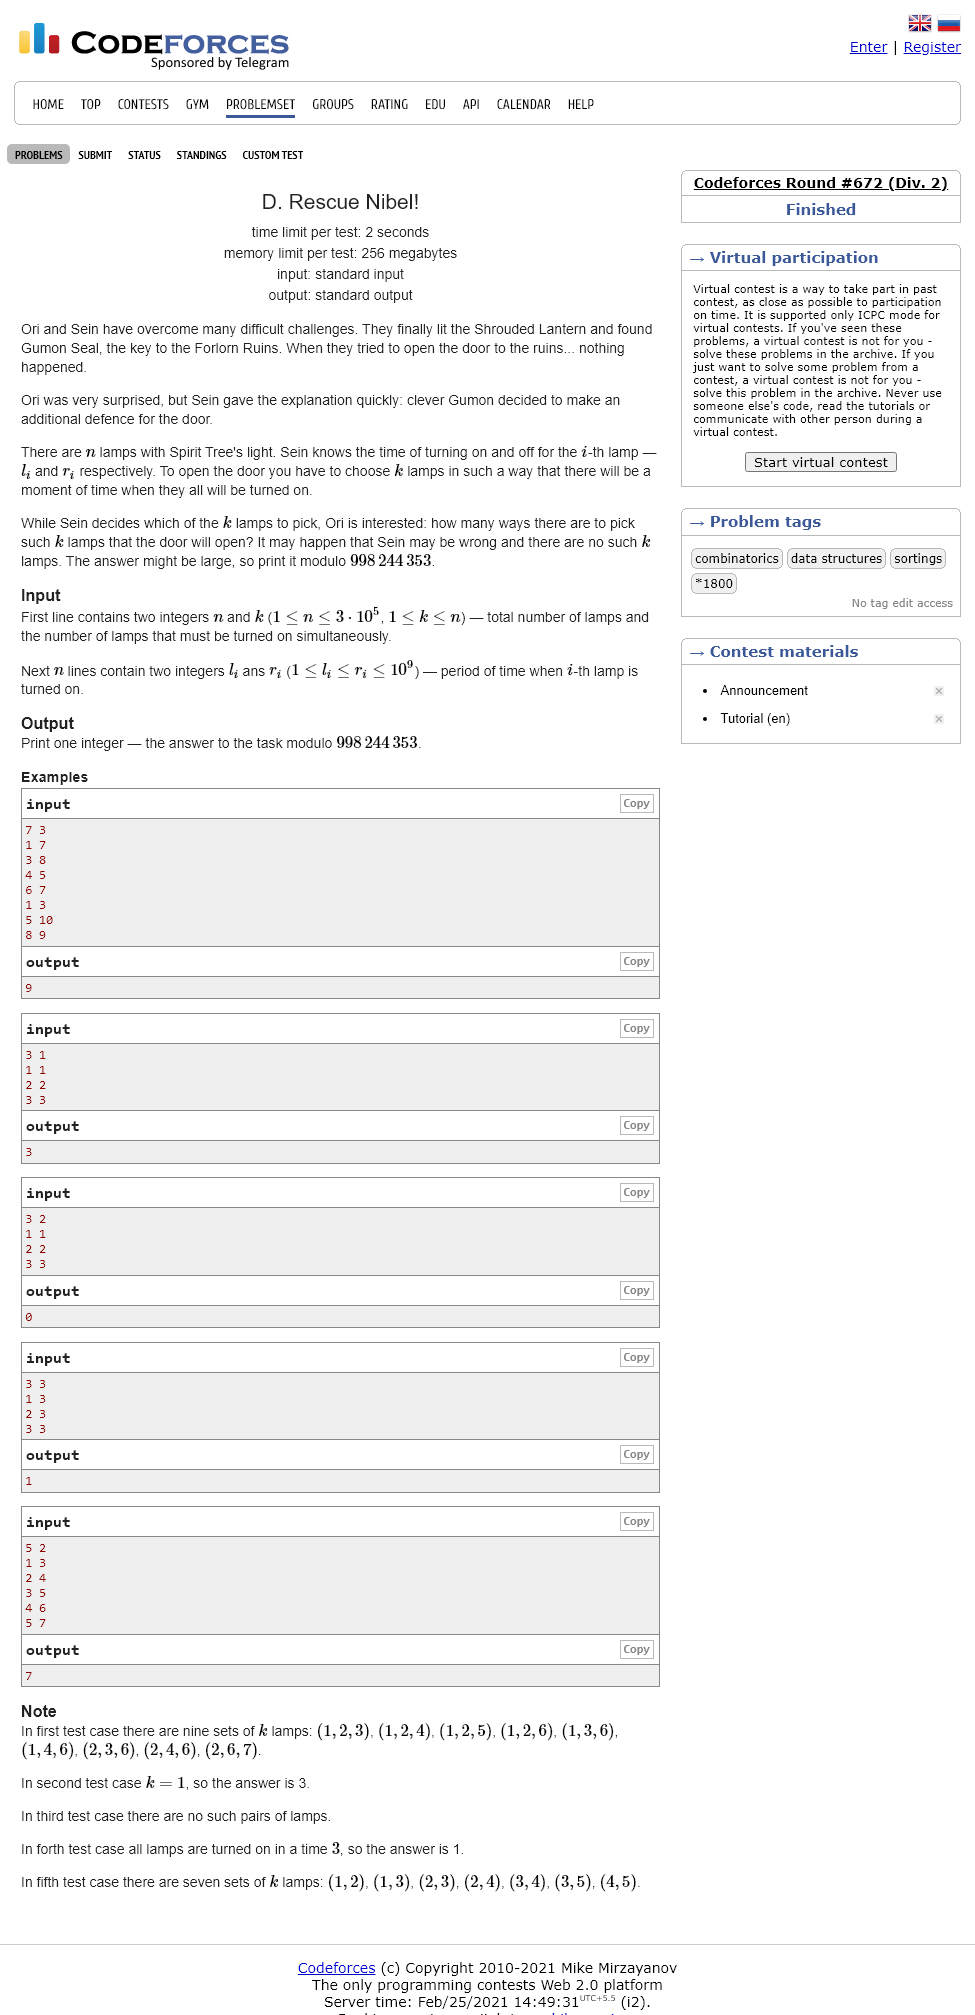 CODEFORCES
Sponsored by Telegram
Enter | Register
HOME TOP CONTESTS GYM PROBLEMSET GROUPS RATING EDU API CALENDAR HELP
PROBLEMS SUBMIT STATUS STANDINGS CUSTOM TEST
D. Rescue Nibel!
time limit per test: 2 seconds
memory limit per test: 256 megabytes
input: standard input
output: standard output
Ori and Sein have overcome many difficult challenges. They finally lit the Shrouded Lantern and found
Gumon Seal, the key to the Forlorn Ruins. When they tried to open the door to the ruins... nothing
happened.
Ori was very surprised, but Sein gave the explanation quickly: clever Gumon decided to make an
additional defence for the door.
There are n lamps with Spirit Tree's light. Sein knows the time of turning on and off for the i-th lamp —
l_i and r_i respectively. To open the door you have to choose k lamps in such a way that there will be a
moment of time when they all will be turned on.
While Sein decides which of the k lamps to pick, Ori is interested: how many ways there are to pick
such k lamps that the door will open? It may happen that Sein may be wrong and there are no such k
lamps. The answer might be large, so print it modulo 998 244 353.
Input
First line contains two integers n and k (1 ≤ n ≤ 3 · 10^5, 1 ≤ k ≤ n) — total number of lamps and
the number of lamps that must be turned on simultaneously.
Next n lines contain two integers l_i ans r_i (1 ≤ l_i ≤ r_i ≤ 10^9) — period of time when i-th lamp is
turned on.
Output
Print one integer — the answer to the task modulo 998 244 353.
Examples
input Copy
7 3
1 7
3 8
4 5
6 7
1 3
5 10
8 9
output Copy
9
input Copy
3 1
1 1
2 2
3 3
output Copy
3
input Copy
3 2
1 1
2 2
3 3
output Copy
0
input Copy
3 3
1 3
2 3
3 3
output Copy
1
input Copy
5 2
1 3
2 4
3 5
4 6
5 7
output Copy
7
Note
In first test case there are nine sets of k lamps: (1, 2, 3), (1, 2, 4), (1, 2, 5), (1, 2, 6), (1, 3, 6),
(1, 4, 6), (2, 3, 6), (2, 4, 6), (2, 6, 7).
In second test case k = 1, so the answer is 3.
In third test case there are no such pairs of lamps.
In forth test case all lamps are turned on in a time 3, so the answer is 1.
In fifth test case there are seven sets of k lamps: (1, 2), (1, 3), (2, 3), (2, 4), (3, 4), (3, 5), (4, 5).
Codeforces Round #672 (Div. 2)
Finished
→ Virtual participation
Virtual contest is a way to take part in past
contest, as close as possible to participation
on time. It is supported only ICPC mode for
virtual contests. If you've seen these
problems, a virtual contest is not for you -
solve these problems in the archive. If you
just want to solve some problem from a
contest, a virtual contest is not for you -
solve this problem in the archive. Never use
someone else's code, read the tutorials or
communicate with other person during a
virtual contest.
Start virtual contest
→ Problem tags
combinatorics data structures sortings
*1800
No tag edit access
→ Contest materials
Announcement
Tutorial (en)
Codeforces (c) Copyright 2010-2021 Mike Mirzayanov
The only programming contests Web 2.0 platform
Server time: Feb/25/2021 14:49:31 UTC+5.5 (i2).